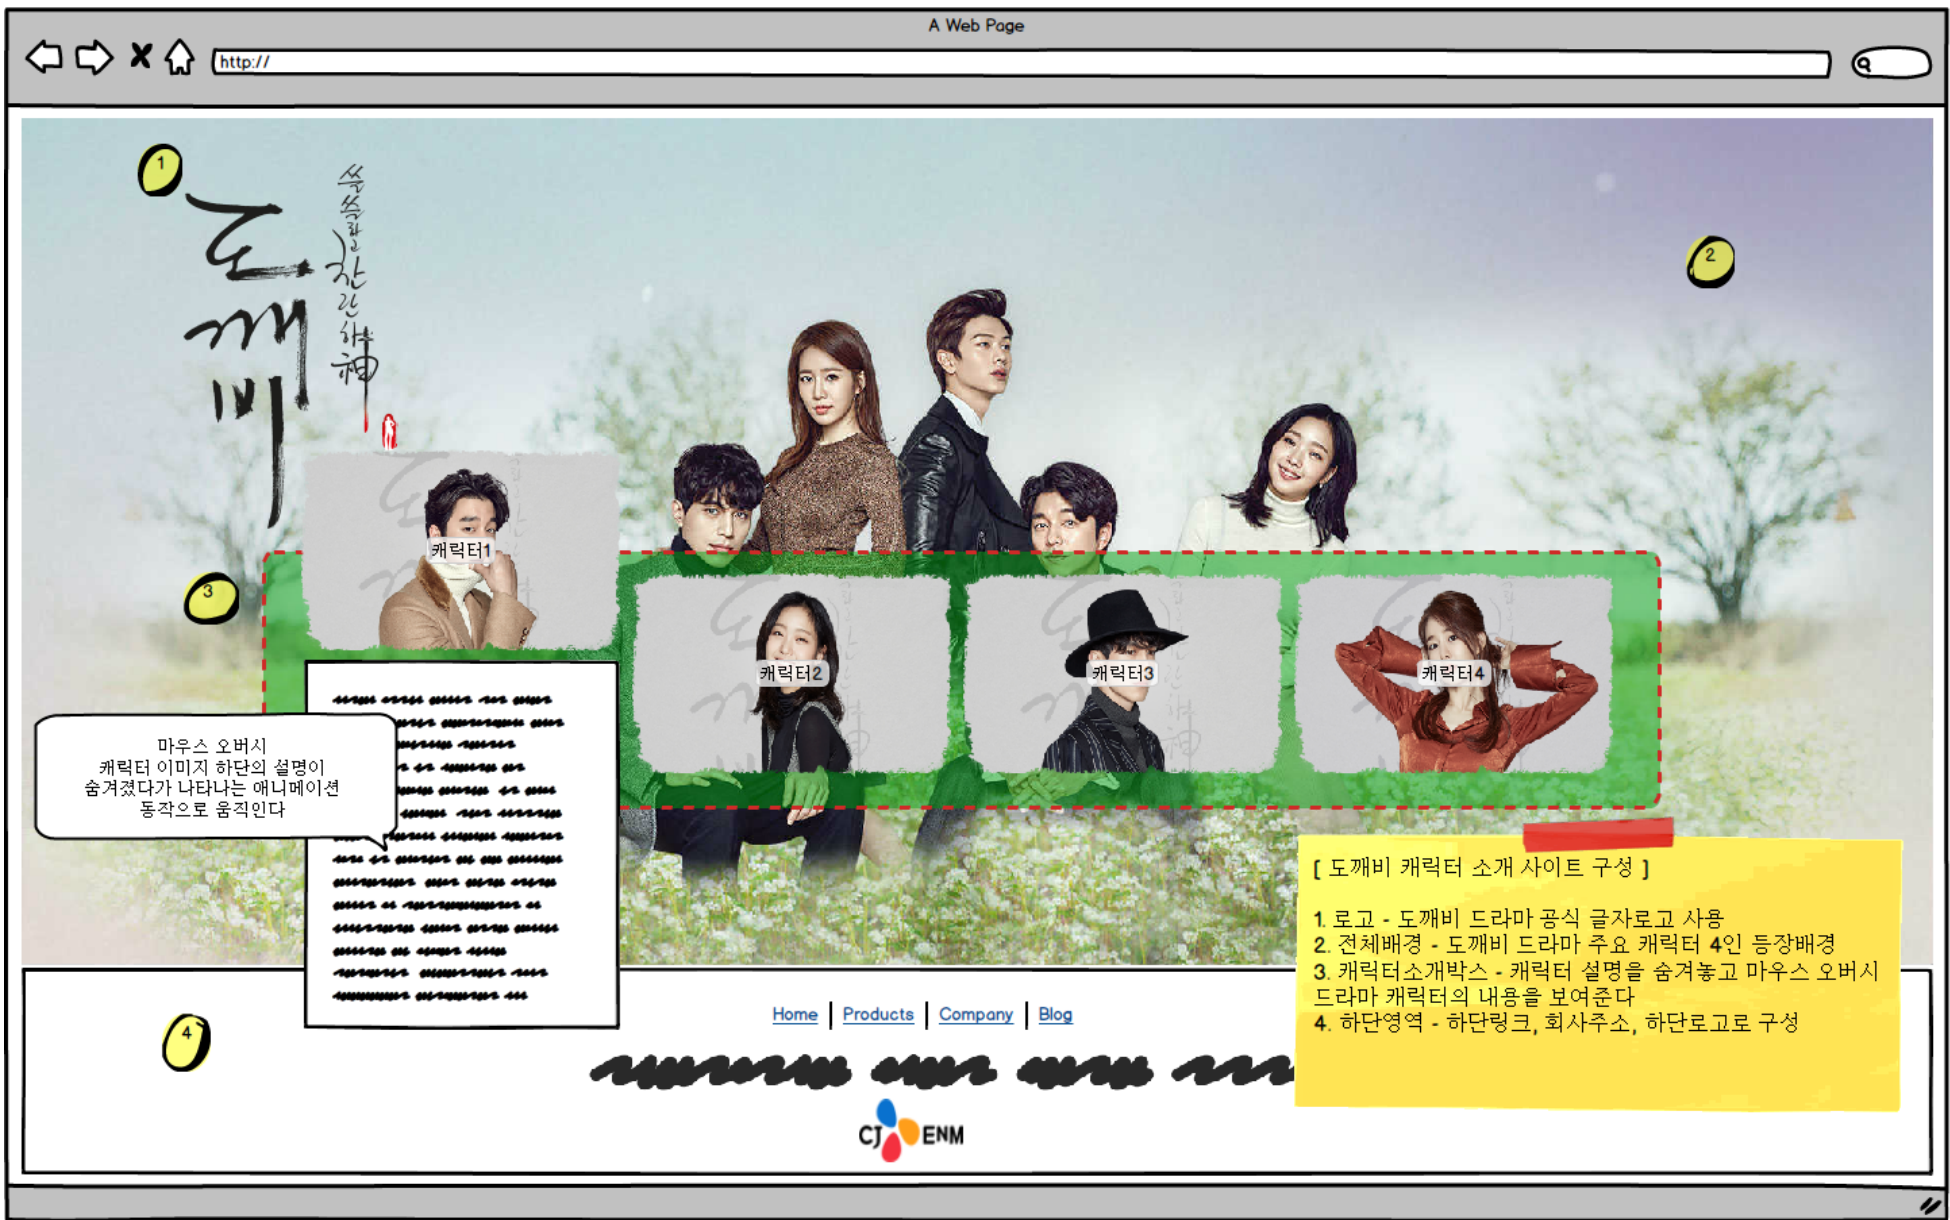 A Web Page
http://
1
도깨비
쓸쓸하고 찬란하神
2
캐릭터1
3
캐릭터2
캐릭터3
캐릭터4
마우스 오버시
캐릭터 이미지 하단의 설명이
숨겨졌다가 나타나는 애니메이션
동작으로 움직인다
[ 도깨비 캐릭터 소개 사이트 구성 ]
1. 로고 - 도깨비 드라마 공식 글자로고 사용
2. 전체배경 - 도깨비 드라마 주요 캐릭터 4인 등장배경
3. 캐릭터소개박스 - 캐릭터 설명을 숨겨놓고 마우스 오버시
드라마 캐릭터의 내용을 보여준다
4. 하단영역 - 하단링크, 회사주소, 하단로고로 구성
4
Home | Products | Company | Blog
CJ ENM